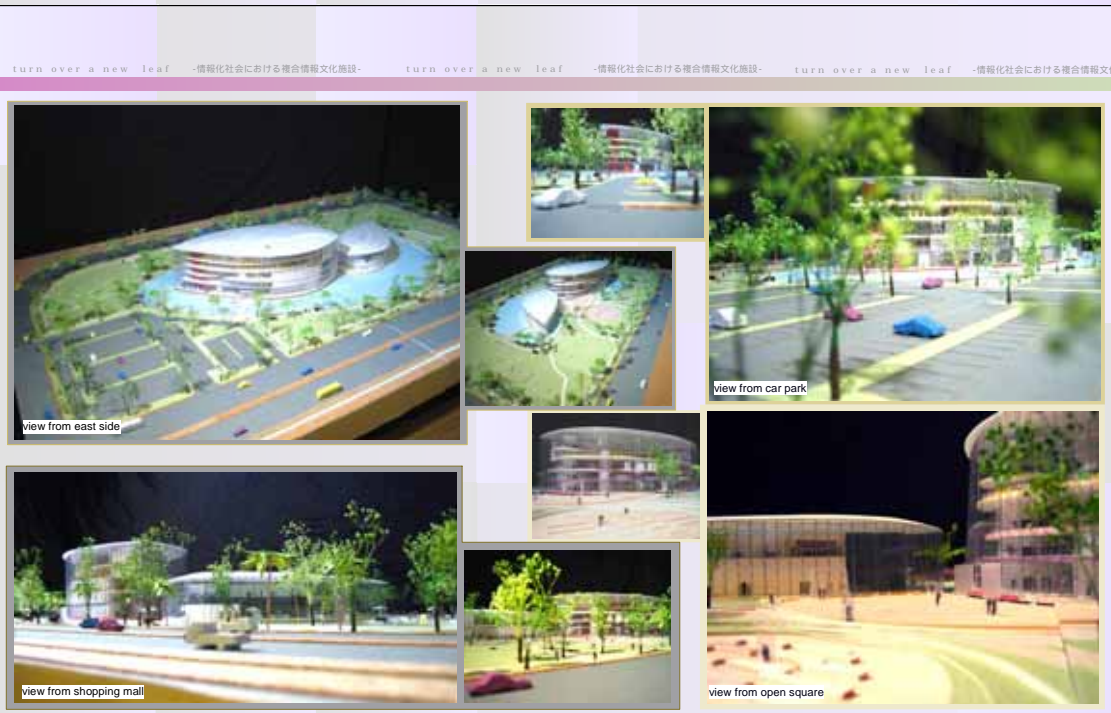 turn over a new leaf -情報化社会における複合情報文化施設- turn over a new leaf -情報化社会における複合情報文化施設- turn over a new leaf -情報化社会における複合情報文
view from east side
view from car park
view from shopping mall
view from open square